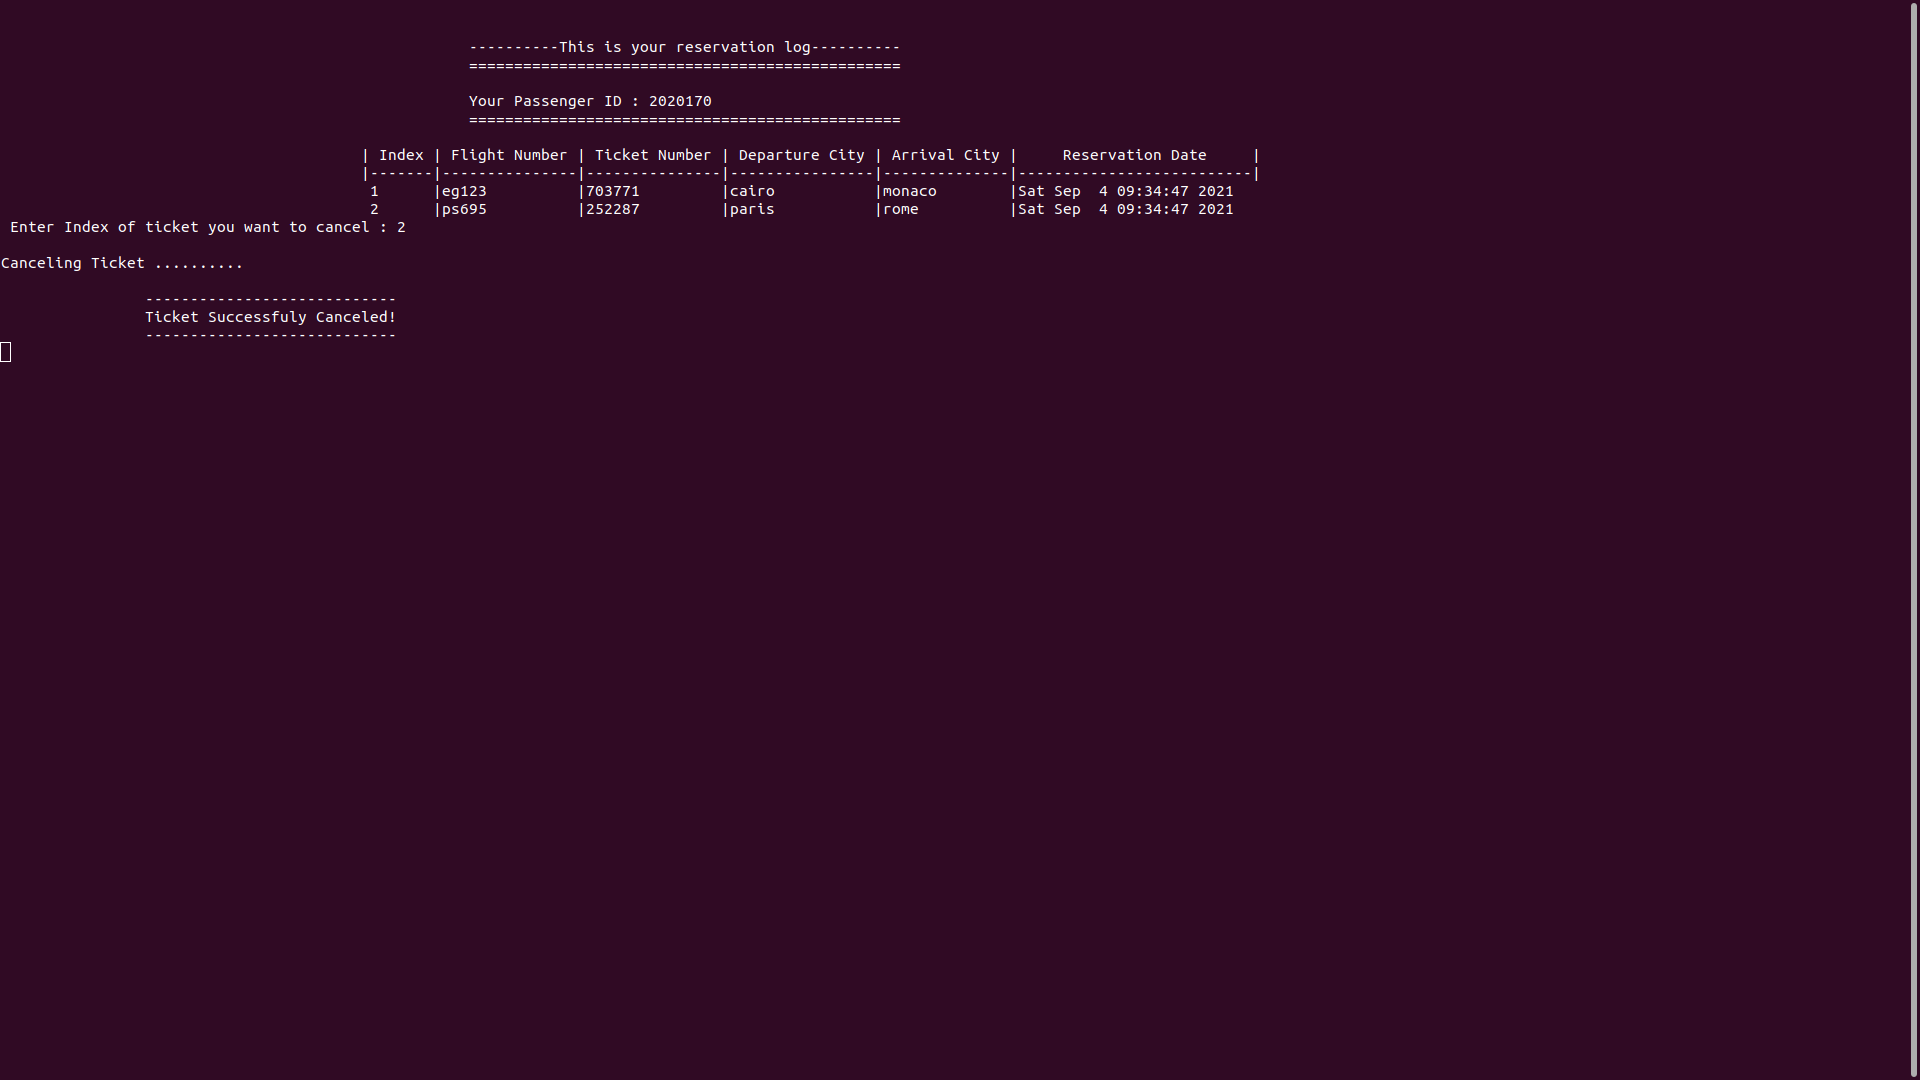 ----------This is your reservation log----------
================================================
Your Passenger ID : 2020170
================================================
| Index | Flight Number | Ticket Number | Departure City | Arrival City |     Reservation Date     |
|-------|---------------|---------------|----------------|--------------|--------------------------|
 1      |eg123          |703771         |cairo           |monaco        |Sat Sep  4 09:34:47 2021
 2      |ps695          |252287         |paris           |rome          |Sat Sep  4 09:34:47 2021
Enter Index of ticket you want to cancel : 2
Canceling Ticket ..........
----------------------------
Ticket Successfuly Canceled!
----------------------------